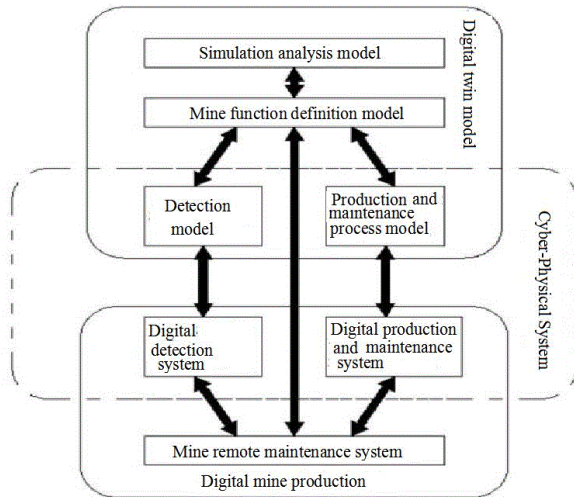 Simulation analysis model
Mine function definition model
Digital twin model
Detection
model
Production and
maintenance
process model
Cyber-Physical System
Digital
detection
system
Digital production
and maintenance
system
Mine remote maintenance system
Digital mine production